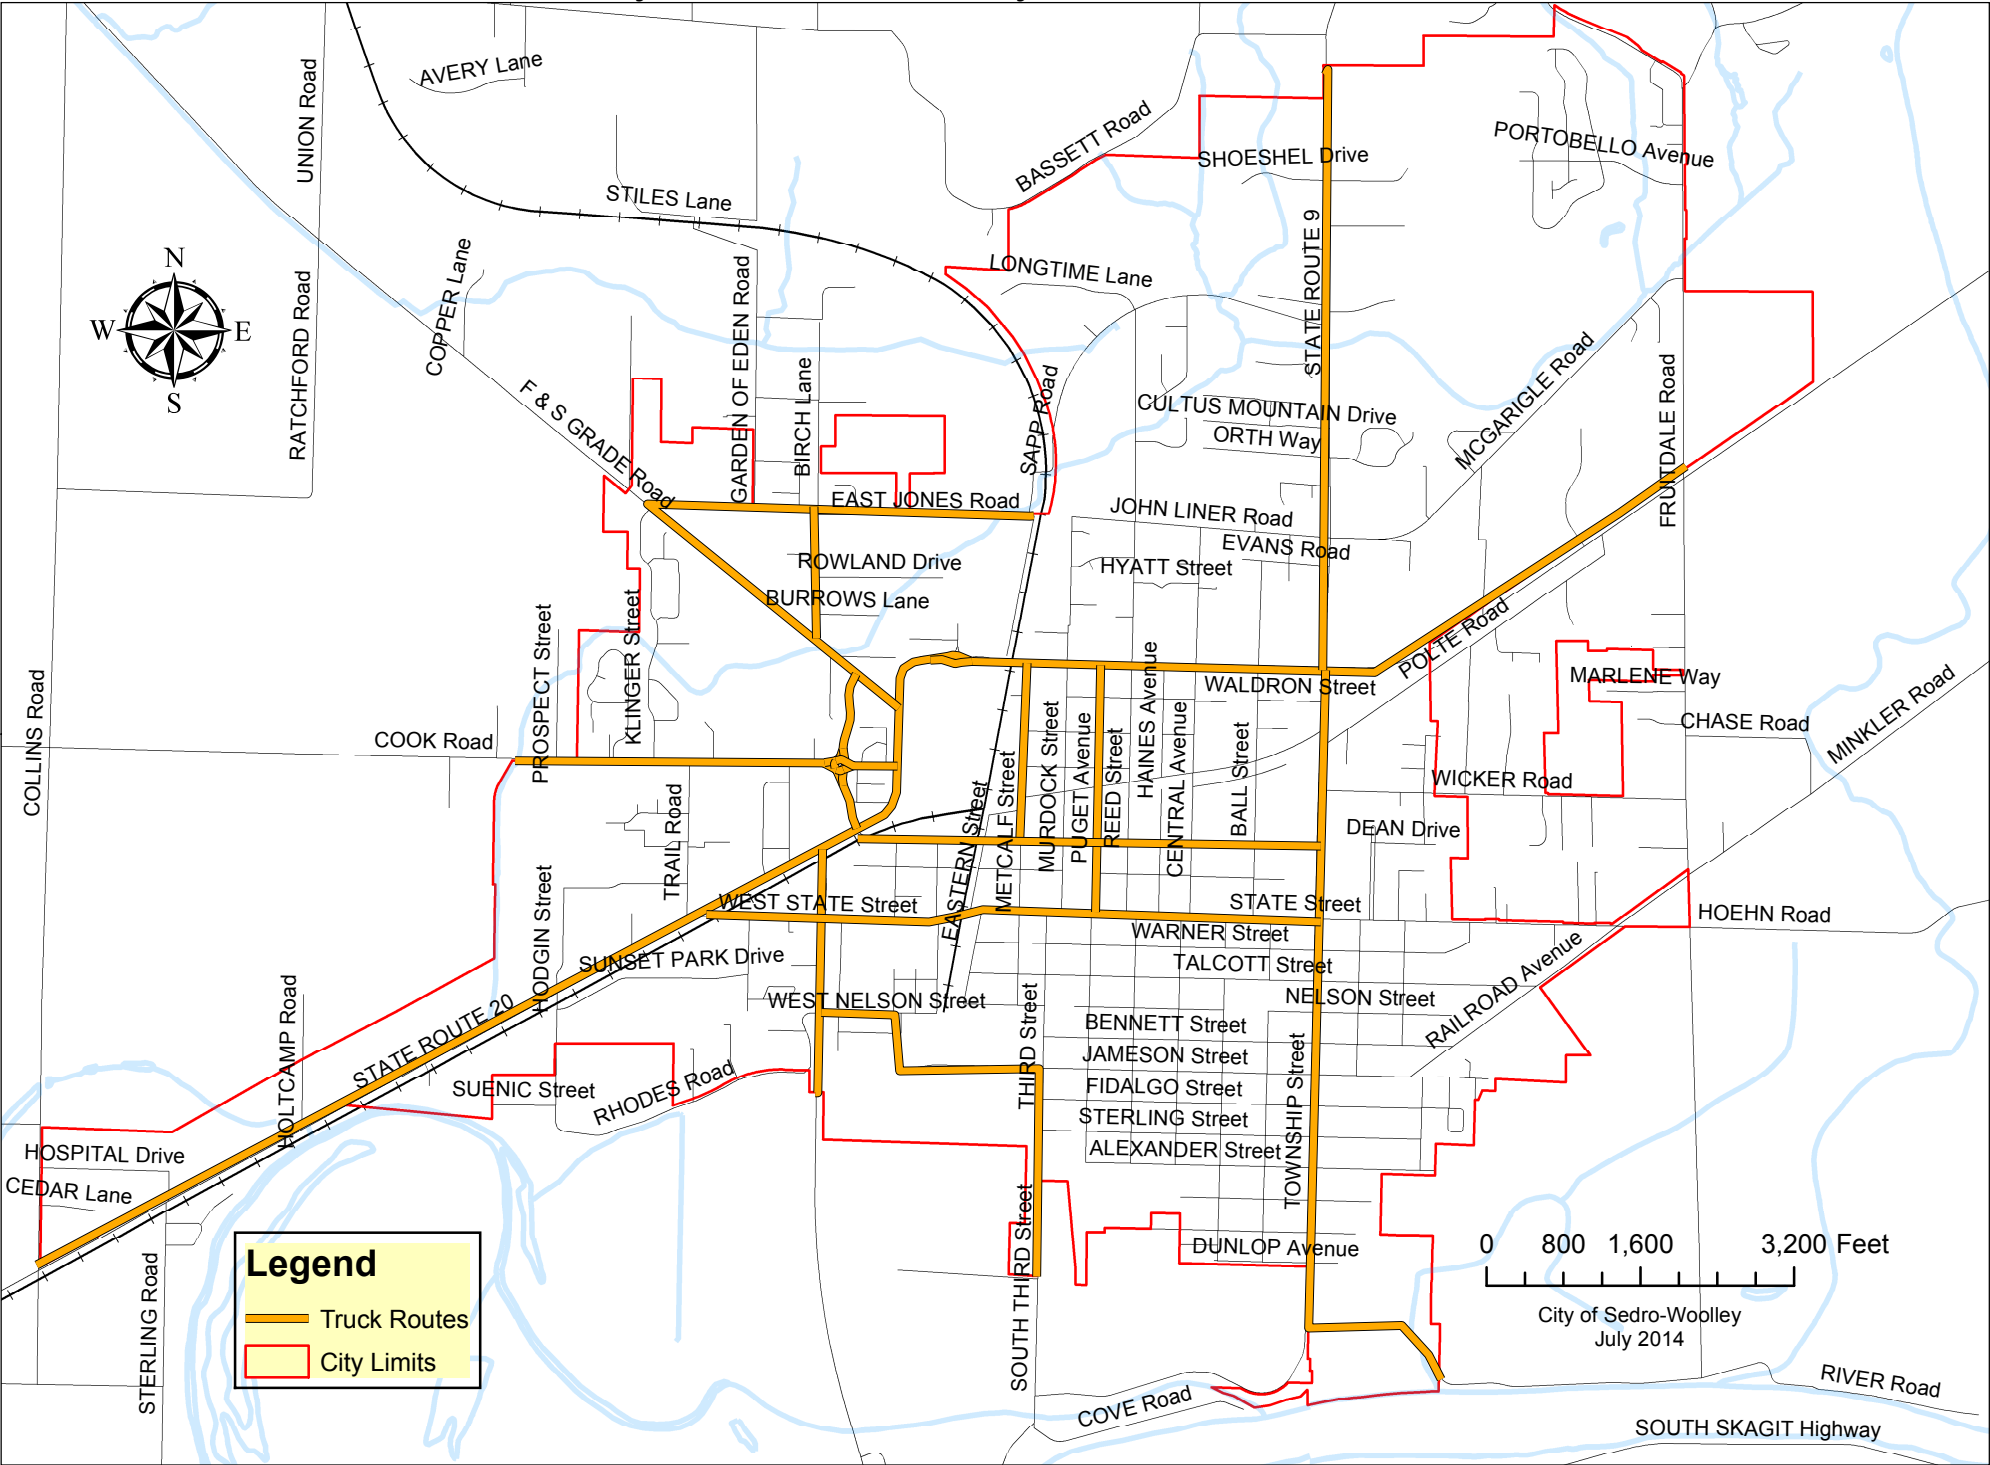 AVERY Lane
UNION Road
BASSETT Road
SHOESHEL Drive
PORTOBELLO Avenue
STILES Lane
N
W E
S
COPPER Lane
RATCHFORD Road
GARDEN OF EDEN Road
LONGTIME Lane
STATE ROUTE 9
BIRCH Lane
F & S GRADE Road
SAPP Road
CULTUS MOUNTAIN Drive
ORTH Way
MCGARIGLE Road
FRUITDALE Road
EAST JONES Road
JOHN LINER Road
EVANS Road
HYATT Street
ROWLAND Drive
BURROWS Lane
PROSPECT Street
KLINGER Street
POLTE Road
HAINES Avenue
WALDRON Street
MARLENE Way
COLLINS Road
COOK Road
CHASE Road
MINKLER Road
MURDOCK Street
PUGET Avenue
REED Street
CENTRAL Avenue
BALL Street
WICKER Road
TRAIL Road
EASTERN Street
METCALF Street
DEAN Drive
HODGIN Street
WEST STATE Street
STATE Street
HOEHN Road
WARNER Street
SUNSET PARK Drive
TALCOTT Street
RAILROAD Avenue
WEST NELSON Street
NELSON Street
HOLTCAMP Road
STATE ROUTE 20
THIRD Street
BENNETT Street
JAMESON Street
SUENIC Street
RHODES Road
FIDALGO Street
TOWNSHIP Street
STERLING Street
HOSPITAL Drive
ALEXANDER Street
CEDAR Lane
SOUTH THIRD Street
DUNLOP Avenue
0 800 1,600 3,200 Feet
Legend
Truck Routes
City Limits
City of Sedro-Woolley
July 2014
STERLING Road
COVE Road
RIVER Road
SOUTH SKAGIT Highway